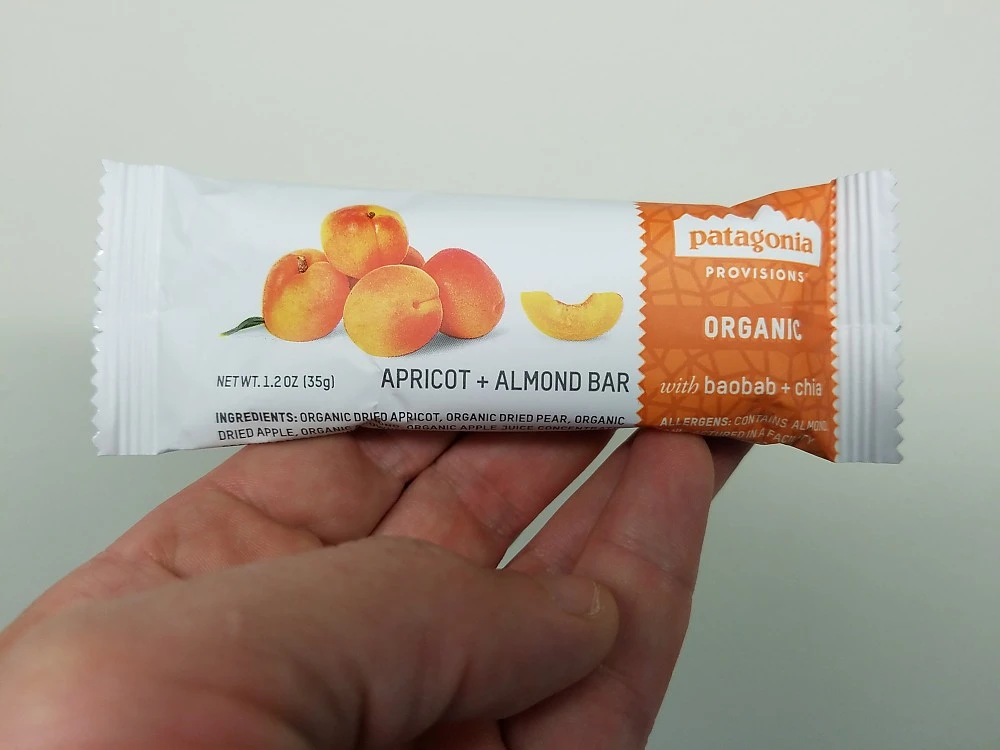 patagonia
PROVISIONS
ORGANIC
NET WT. 1.2 OZ (35g)
APRICOT + ALMOND BAR
with baobab + chia
INGREDIENTS: ORGANIC DRIED APRICOT, ORGANIC DRIED PEAR, ORGANIC
DRIED APPLE, ORGANIC ORGANIC APPLE JUICE
ALLERGENS: CONTAINS ALMOND
IN A